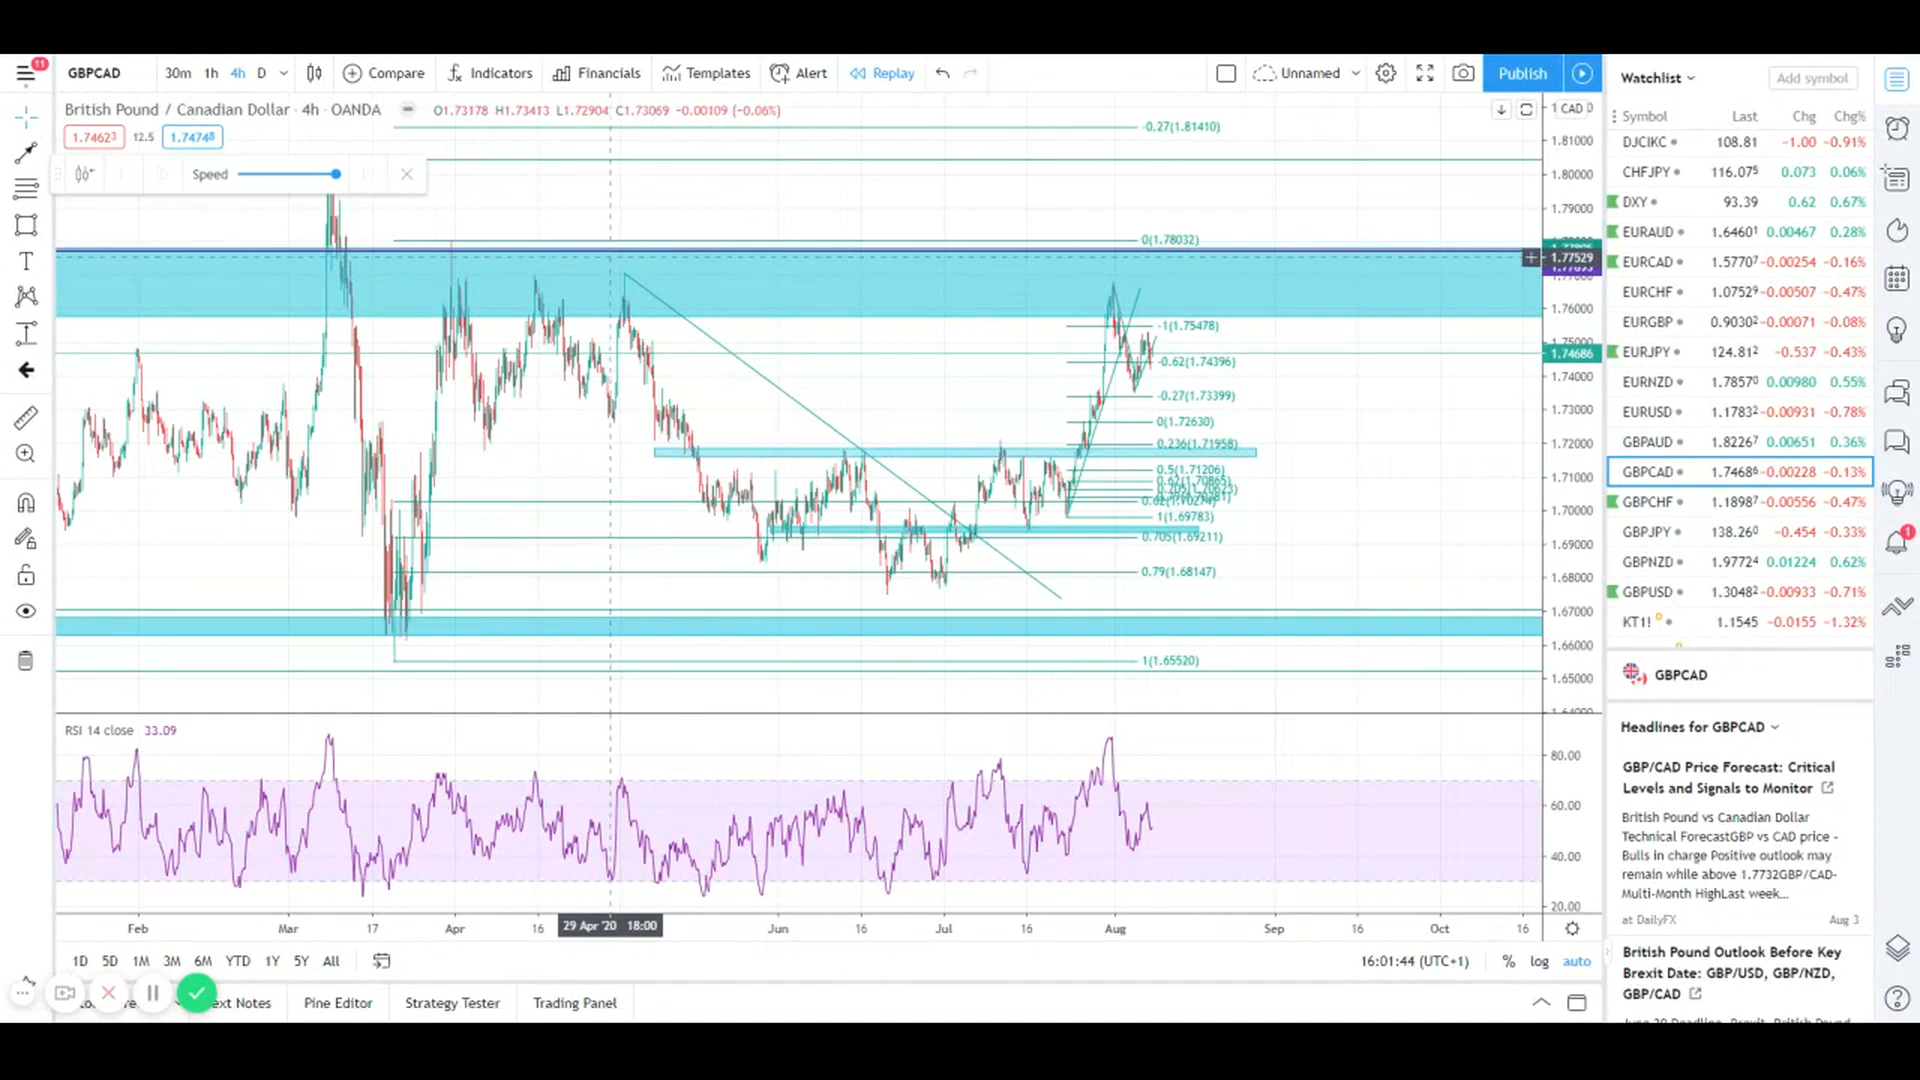 11
GBPCAD 30m 1h 4h D Compare Indicators Financials Templates Alert Replay Unnamed Publish
British Pound / Canadian Dollar · 4h · OANDA O1.73178 H1.73413 L1.72904 C1.73069 −0.00109 (−0.06%)
1.74623 12.5 1.74748
Speed
CAD
-0.27(1.81410)
0(1.78032)
-1(1.75478)
-0.62(1.74396)
-0.27(1.73399)
0(1.72630)
0.236(1.71958)
0.5(1.71206)
0.62(1.70865)
1(1.69783)
0.705(1.69211)
0.79(1.68147)
1(1.65520)
1.81000
1.80000
1.79000
1.77529
1.76000
1.74686
1.74000
1.73000
1.72000
1.71000
1.70000
1.69000
1.68000
1.67000
1.66000
1.65000
RSI 14 close 33.09
80.00
60.00
40.00
20.00
Feb Mar 17 Apr 16 29 Apr '20 18:00 Jun 16 Jul 16 Aug Sep 16 Oct 16
1D 5D 1M 3M 6M YTD 1Y 5Y All 16:01:44 (UTC+1) % log auto
ext Notes Pine Editor Strategy Tester Trading Panel
Watchlist Add symbol
Symbol Last Chg Chg%
DJCIKC 108.81 −1.00 −0.91%
CHFJPY 116.075 0.073 0.06%
DXY 93.39 0.62 0.67%
EURAUD 1.64601 0.00467 0.28%
EURCAD 1.57707 −0.00254 −0.16%
EURCHF 1.07529 −0.00507 −0.47%
EURGBP 0.90302 −0.00071 −0.08%
EURJPY 124.812 −0.537 −0.43%
EURNZD 1.78570 0.00980 0.55%
EURUSD 1.17832 −0.00931 −0.78%
GBPAUD 1.82267 0.00651 0.36%
GBPCAD 1.74686 −0.00228 −0.13%
GBPCHF 1.18987 −0.00556 −0.47%
GBPJPY 138.260 −0.454 −0.33%
GBPNZD 1.97724 0.01224 0.62%
GBPUSD 1.30482 −0.00933 −0.71%
KT1! D 1.1545 −0.0155 −1.32%
GBPCAD
Headlines for GBPCAD
GBP/CAD Price Forecast: Critical
Levels and Signals to Monitor
British Pound vs Canadian Dollar
Technical ForecastGBP vs CAD price -
Bulls in charge Positive outlook may
remain while above 1.7732GBP/CAD-
Multi-Month HighLast week...
at DailyFX Aug 3
British Pound Outlook Before Key
Brexit Date: GBP/USD, GBP/NZD,
GBP/CAD
1